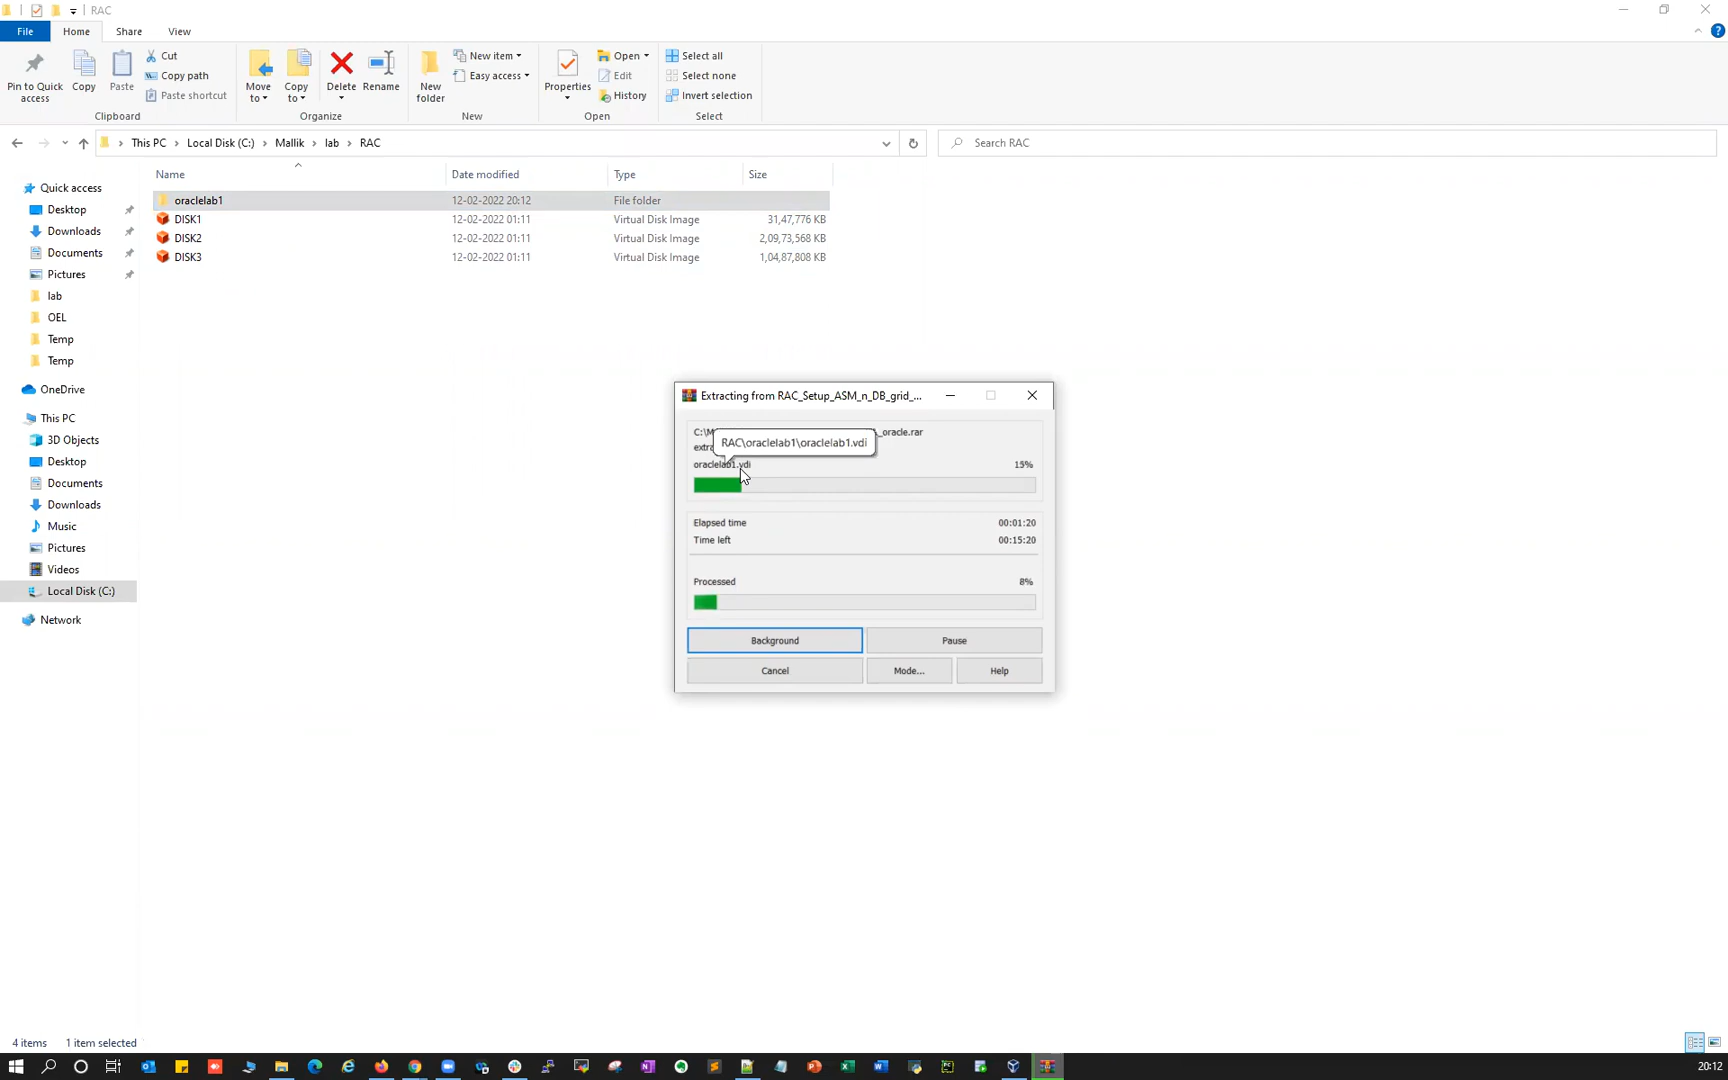 RAC
File Home Share View
Pin to Quick access
Copy
Paste
Cut
Copy path
Paste shortcut
Clipboard
Move to
Copy to
Delete
Rename
Organize
New folder
New item
Easy access
New
Properties
Open
Edit
History
Open
Select all
Select none
Invert selection
Select
This PC > Local Disk (C:) > Mallik > lab > RAC
Search RAC
Name Date modified Type Size
oraclelab1 12-02-2022 20:12 File folder
DISK1 12-02-2022 01:11 Virtual Disk Image 31,47,776 KB
DISK2 12-02-2022 01:11 Virtual Disk Image 2,09,73,568 KB
DISK3 12-02-2022 01:11 Virtual Disk Image 1,04,87,808 KB
Quick access
Desktop
Downloads
Documents
Pictures
lab
OEL
Temp
Temp
OneDrive
This PC
3D Objects
Desktop
Documents
Downloads
Music
Pictures
Videos
Local Disk (C:)
Network
Extracting from RAC_Setup_ASM_n_DB_grid_...
C:\M _oracle.rar
extra
RAC\oraclelab1\oraclelab1.vdi
oraclelab1.vdi 15%
Elapsed time 00:01:20
Time left 00:15:20
Processed 8%
Background Pause
Cancel Mode... Help
4 items 1 item selected
20:12